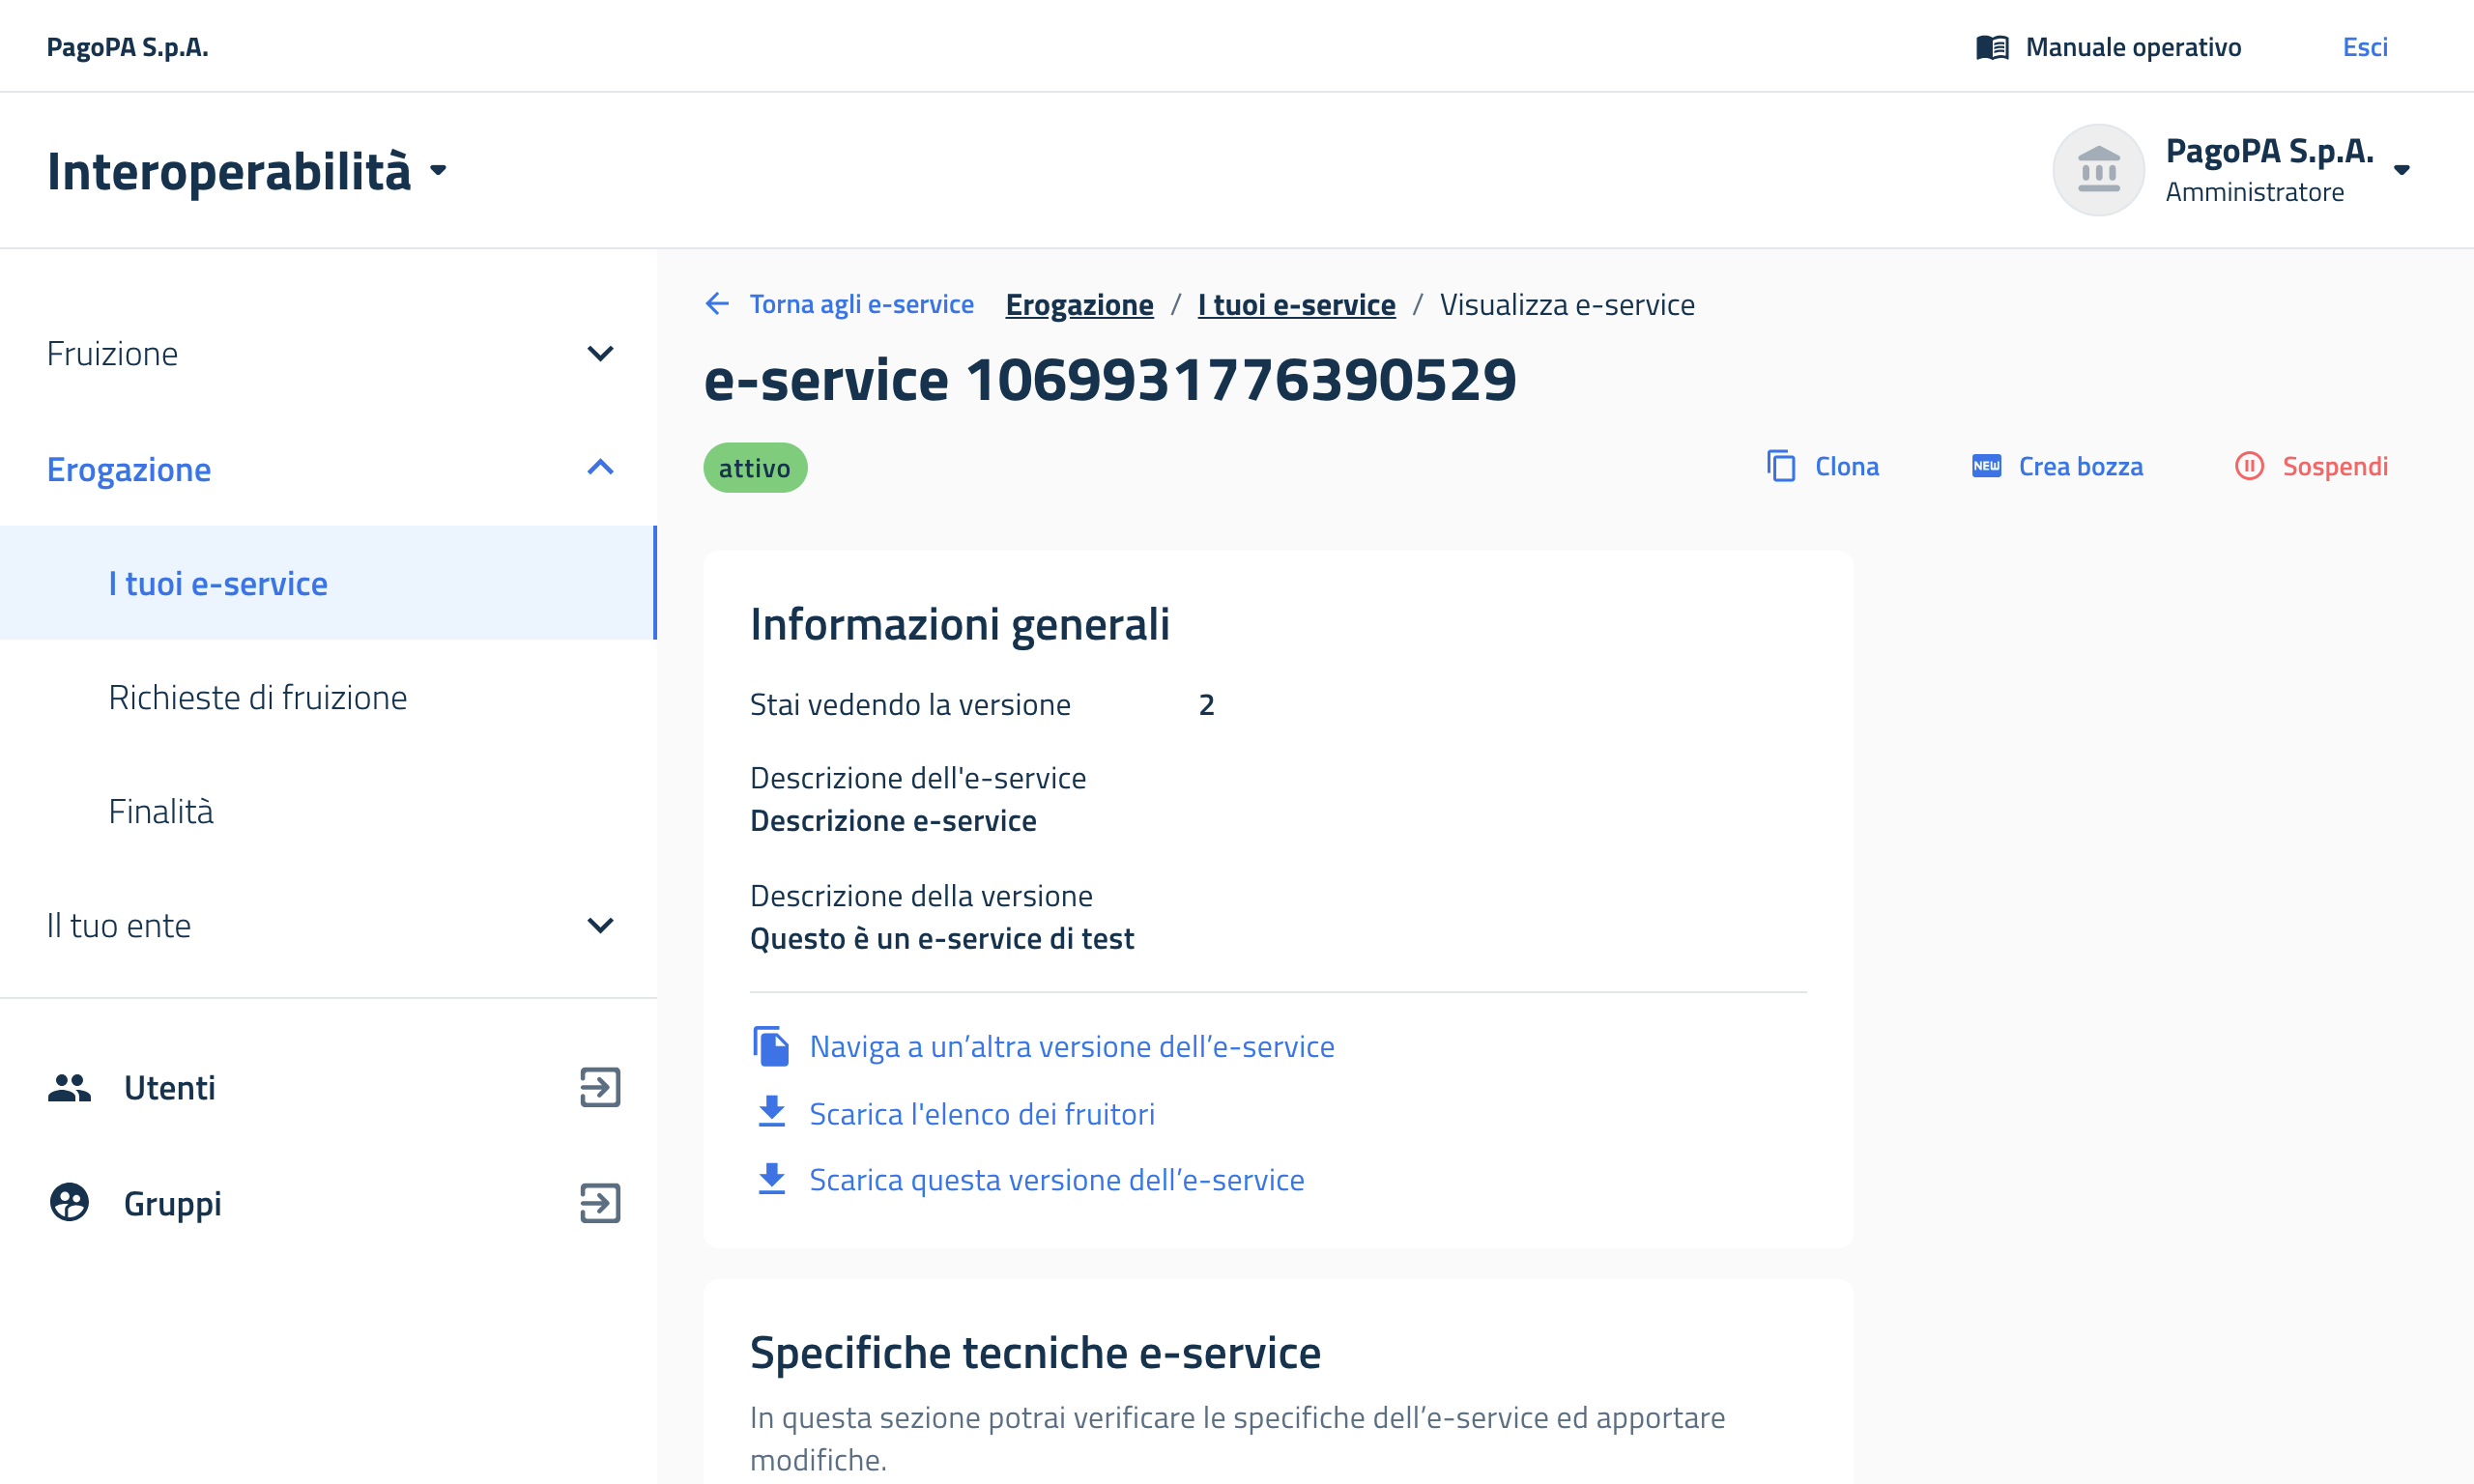 PagoPA S.p.A.
Manuale operativo
Esci
Interoperabilità
PagoPA S.p.A.
Amministratore
Fruizione
Erogazione
I tuoi e-service
Richieste di fruizione
Finalità
Il tuo ente
Utenti
Gruppi
Torna agli e-service Erogazione / I tuoi e-service / Visualizza e-service
e-service 1069931776390529
attivo
Clona
NEW Crea bozza
Sospendi
Informazioni generali
Stai vedendo la versione 2
Descrizione dell'e-service
Descrizione e-service
Descrizione della versione
Questo è un e-service di test
Naviga a un’altra versione dell’e-service
Scarica l'elenco dei fruitori
Scarica questa versione dell’e-service
Specifiche tecniche e-service
In questa sezione potrai verificare le specifiche dell’e-service ed apportare
modifiche.